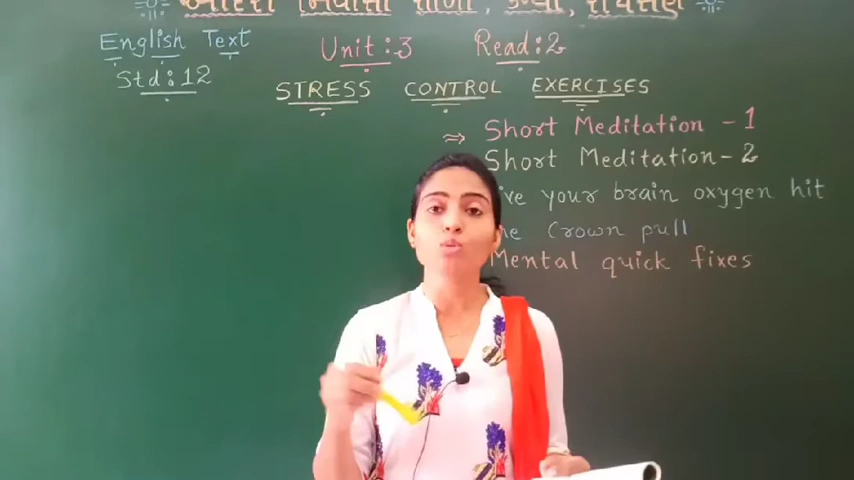 નિવાસી શાળા, કન્યા,
English Text Unit : 3 Read : 2
Std : 12
STRESS CONTROL EXERCISES
⇒ Short Meditation - 1
Short Meditation - 2
your brain oxygen hit
Crown pull
Mental quick fixes